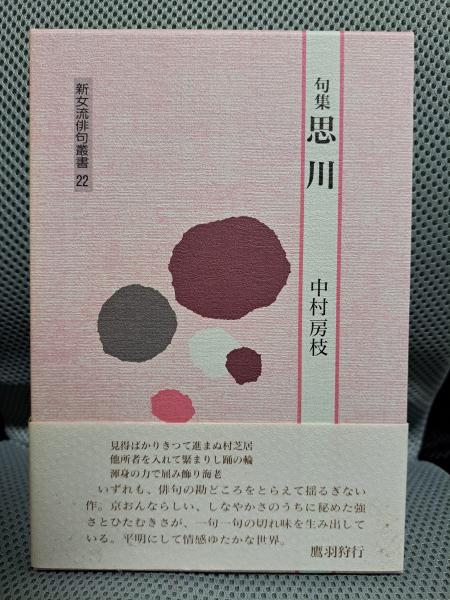 句集 思川
中村房枝
新女流俳句叢書 22
見得ばかりきつて進まぬ村芝居
他所者を入れて緊まりし踊の輪
渾身の力で屈み飾り海老
いずれも、俳句の勘どころをとらえて揺るぎない
作。京おんならしい、しなやかさのうちに秘めた強
さとひたむきさが、一句一句の切れ味を生み出して
いる。平明にして情感ゆたかな世界。
鷹羽狩行